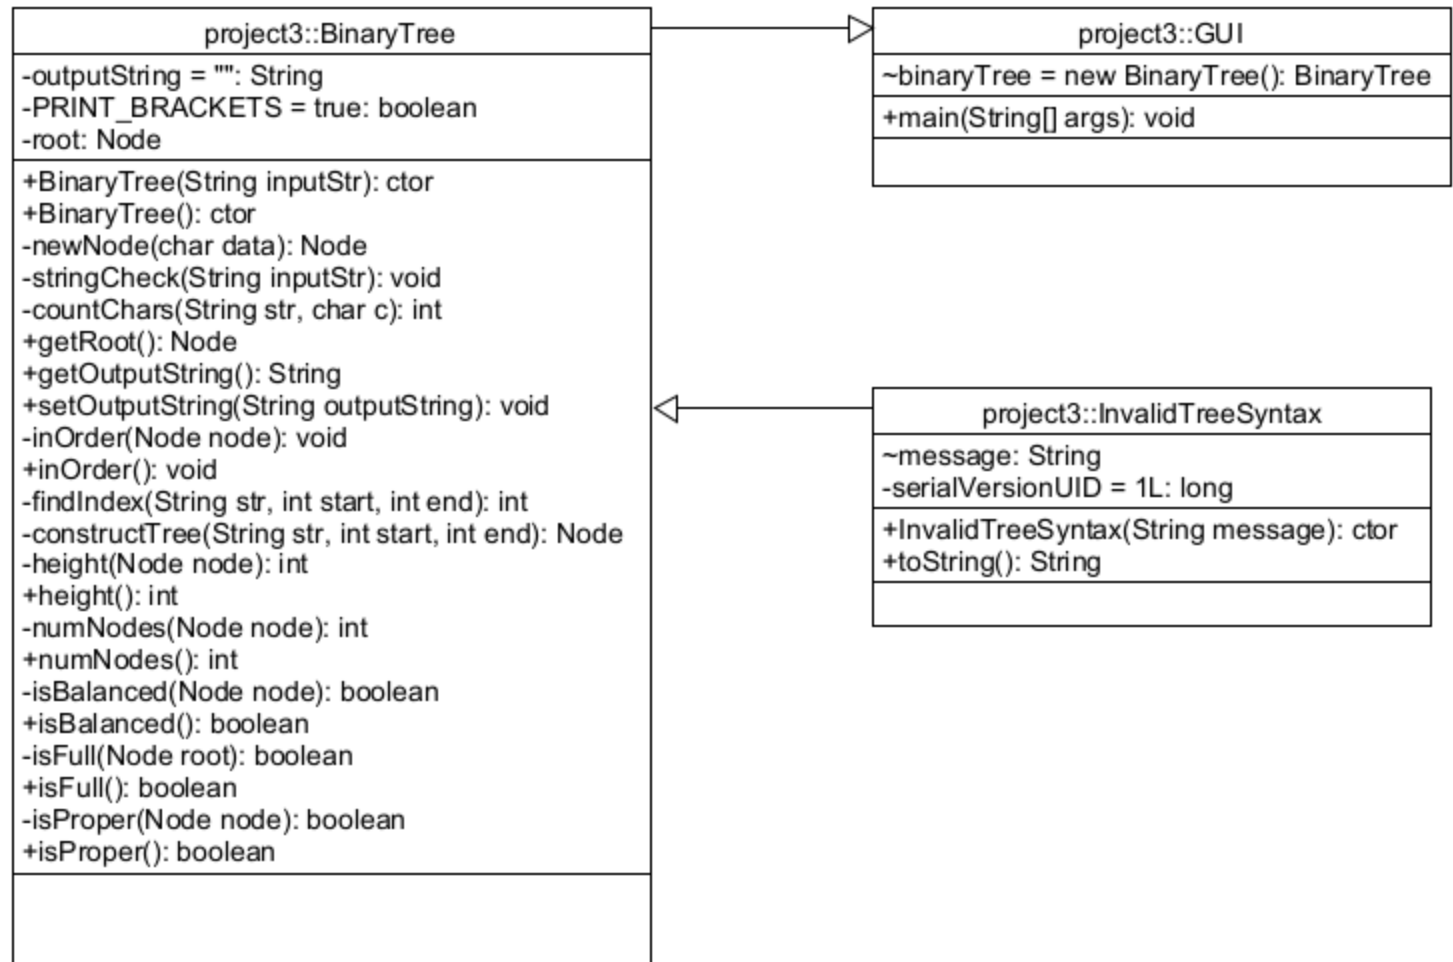 project3::BinaryTree
-outputString = "": String
-PRINT_BRACKETS = true: boolean
-root: Node
+BinaryTree(String inputStr): ctor
+BinaryTree(): ctor
-newNode(char data): Node
-stringCheck(String inputStr): void
-countChars(String str, char c): int
+getRoot(): Node
+getOutputString(): String
+setOutputString(String outputString): void
-inOrder(Node node): void
+inOrder(): void
-findIndex(String str, int start, int end): int
-constructTree(String str, int start, int end): Node
-height(Node node): int
+height(): int
-numNodes(Node node): int
+numNodes(): int
-isBalanced(Node node): boolean
+isBalanced(): boolean
-isFull(Node root): boolean
+isFull(): boolean
-isProper(Node node): boolean
+isProper(): boolean
project3::GUI
~binaryTree = new BinaryTree(): BinaryTree
+main(String[] args): void
project3::InvalidTreeSyntax
~message: String
-serialVersionUID = 1L: long
+InvalidTreeSyntax(String message): ctor
+toString(): String